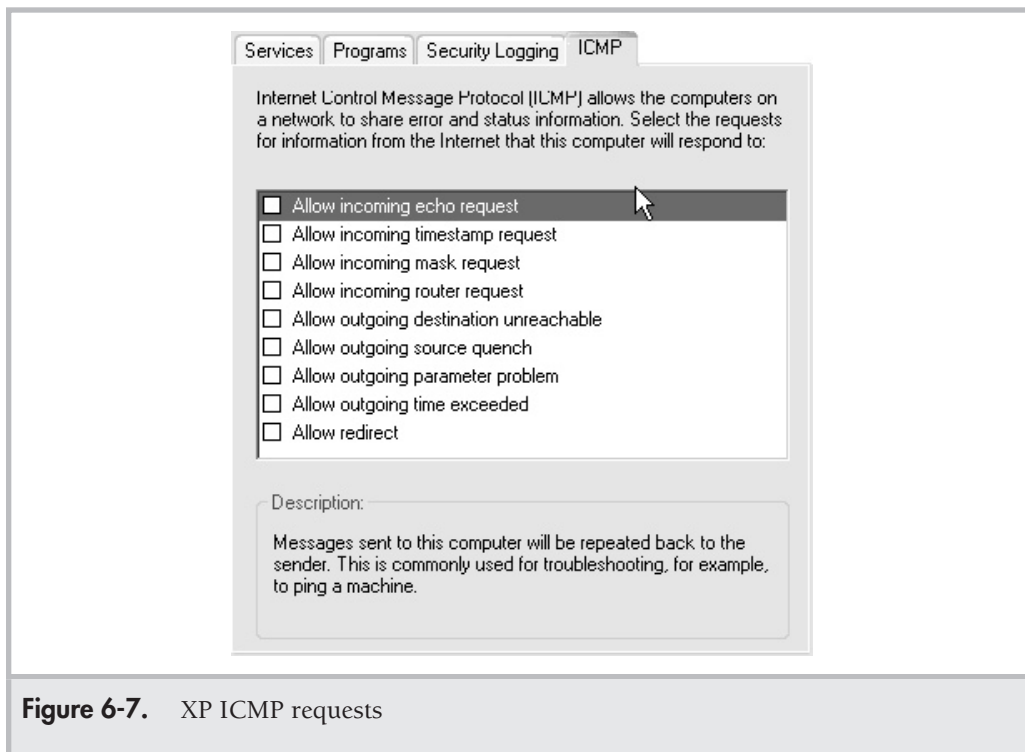 Services Programs Security Logging ICMP
Internet Control Message Protocol (ICMP) allows the computers on
a network to share error and status information. Select the requests
for information from the Internet that this computer will respond to:
Allow incoming echo request
Allow incoming timestamp request
Allow incoming mask request
Allow incoming router request
Allow outgoing destination unreachable
Allow outgoing source quench
Allow outgoing parameter problem
Allow outgoing time exceeded
Allow redirect
Description:
Messages sent to this computer will be repeated back to the
sender. This is commonly used for troubleshooting, for example,
to ping a machine.
Figure 6-7. XP ICMP requests